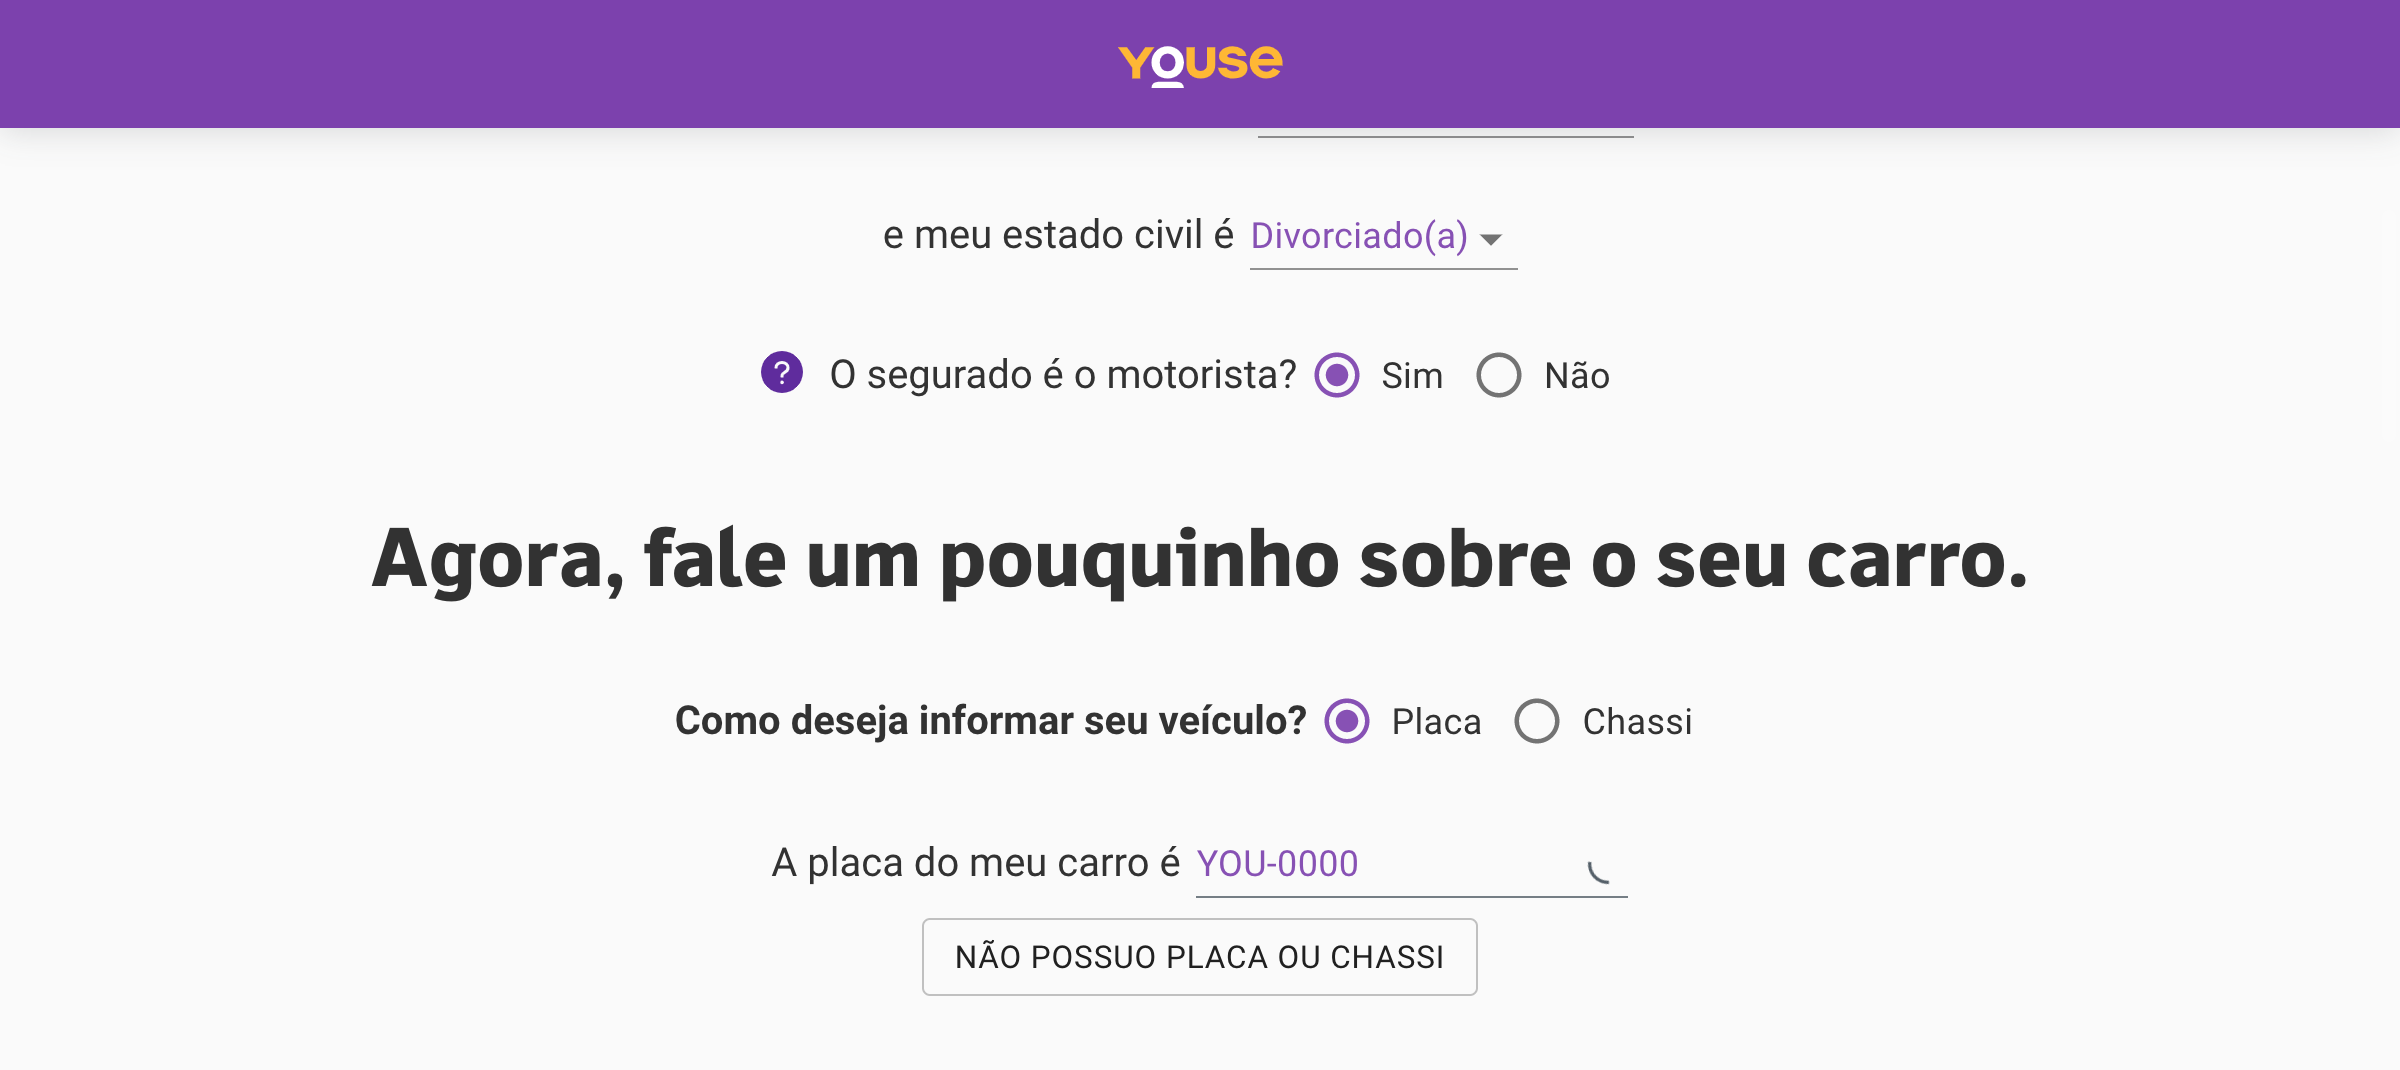 YOUSE
e meu estado civil é Divorciado(a)
? O segurado é o motorista? Sim Não
Agora, fale um pouquinho sobre o seu carro.
Como deseja informar seu veículo? Placa Chassi
A placa do meu carro é YOU-0000
NÃO POSSUO PLACA OU CHASSI